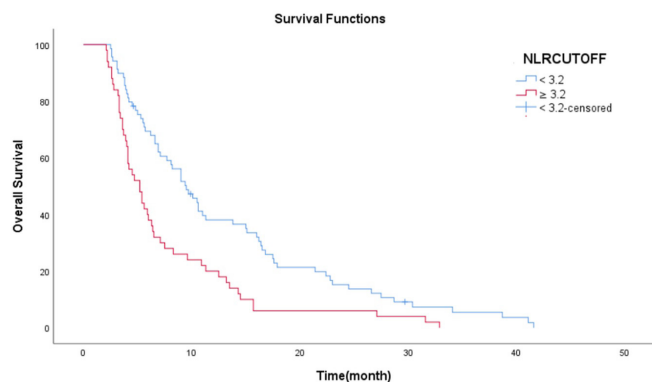 Survival Functions
NLRCUTOFF
< 3.2
≥ 3.2
< 3.2-censored
Overall Survival
100
80
60
40
20
0
0 10 20 30 40 50
Time(month)